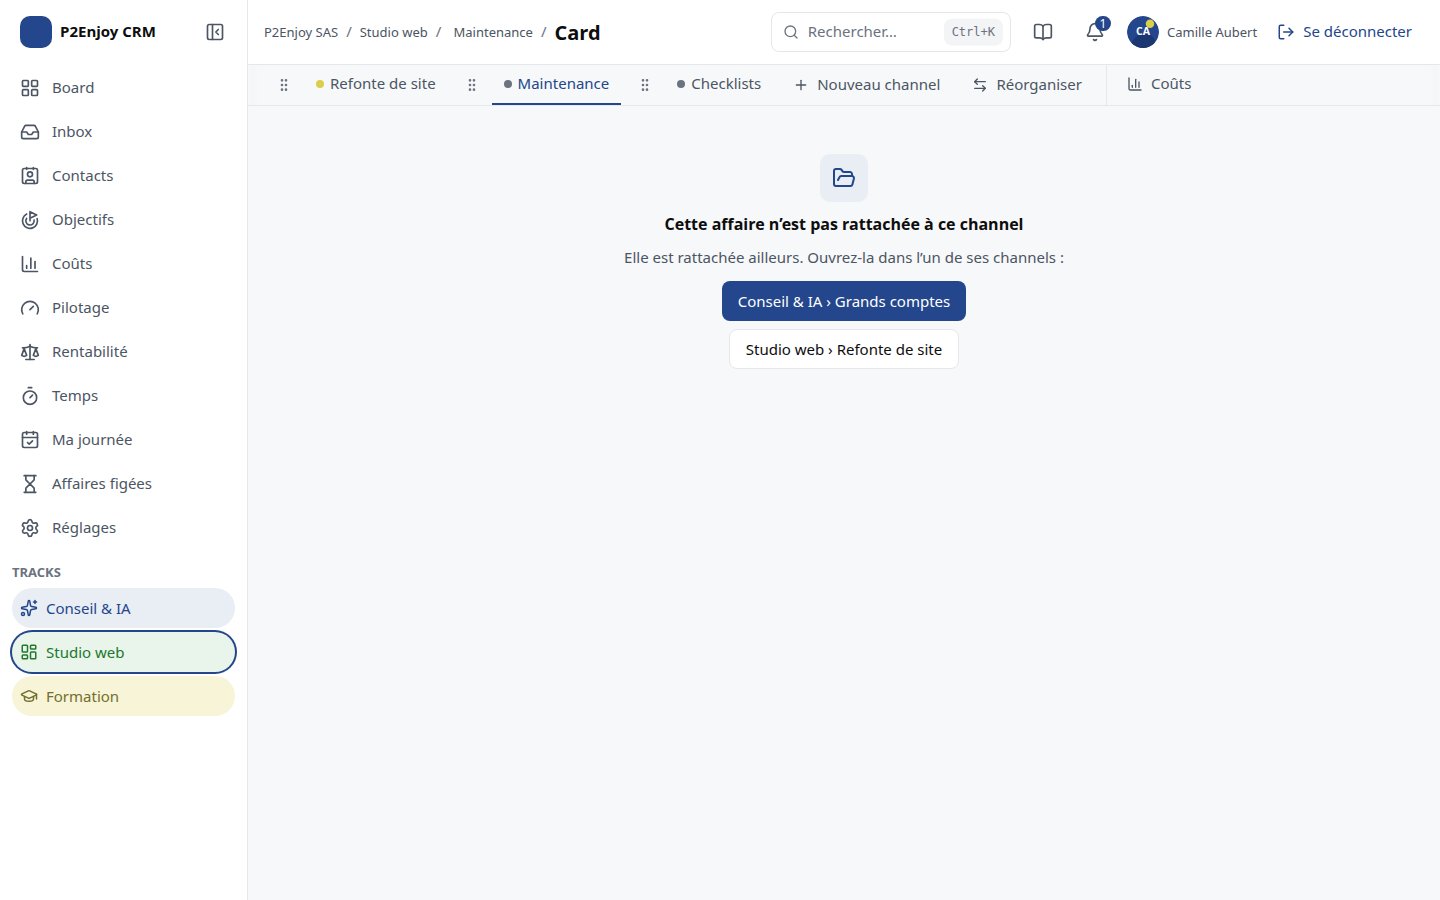 P2Enjoy CRM
P2Enjoy SAS / Studio web / Maintenance / Card
Rechercher... Ctrl+K
1
CA
Camille Aubert
Se déconnecter
Board
Inbox
Contacts
Objectifs
Coûts
Pilotage
Rentabilité
Temps
Ma journée
Affaires figées
Réglages
TRACKS
Conseil & IA
Studio web
Formation
Refonte de site
Maintenance
Checklists
Nouveau channel
Réorganiser
Coûts
Cette affaire n’est pas rattachée à ce channel
Elle est rattachée ailleurs. Ouvrez-la dans l’un de ses channels :
Conseil & IA › Grands comptes
Studio web › Refonte de site